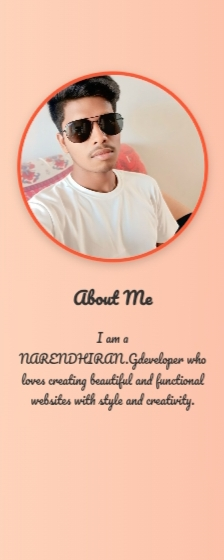 About Me
I am a
NARENDHIRAN.Gdeveloper who
loves creating beautiful and functional
websites with style and creativity.